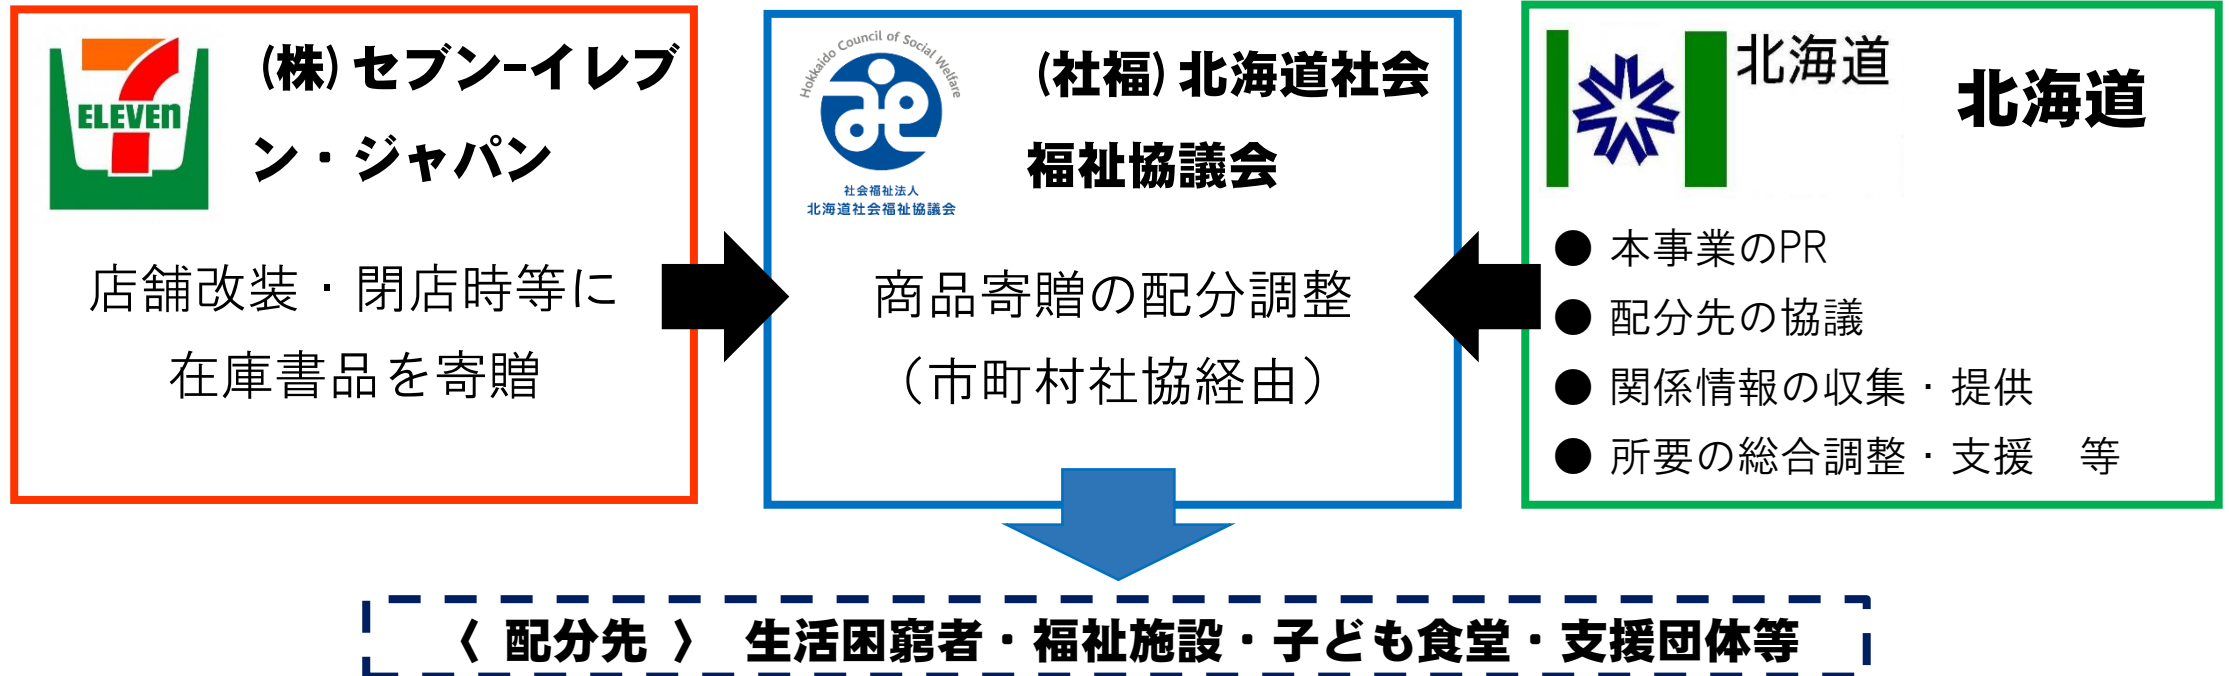 ELEVEN
(株)セブン-イレブ
ン・ジャパン
店舗改装・閉店時等に
在庫書品を寄贈
Hokkaido Council of Social Welfare
社会福祉法人
北海道社会福祉協議会
(社福)北海道社会
福祉協議会
商品寄贈の配分調整
（市町村社協経由）
北海道
北海道
● 本事業のPR
● 配分先の協議
● 関係情報の収集・提供
● 所要の総合調整・支援　等
〈 配分先 〉　生活困窮者・福祉施設・子ども食堂・支援団体等